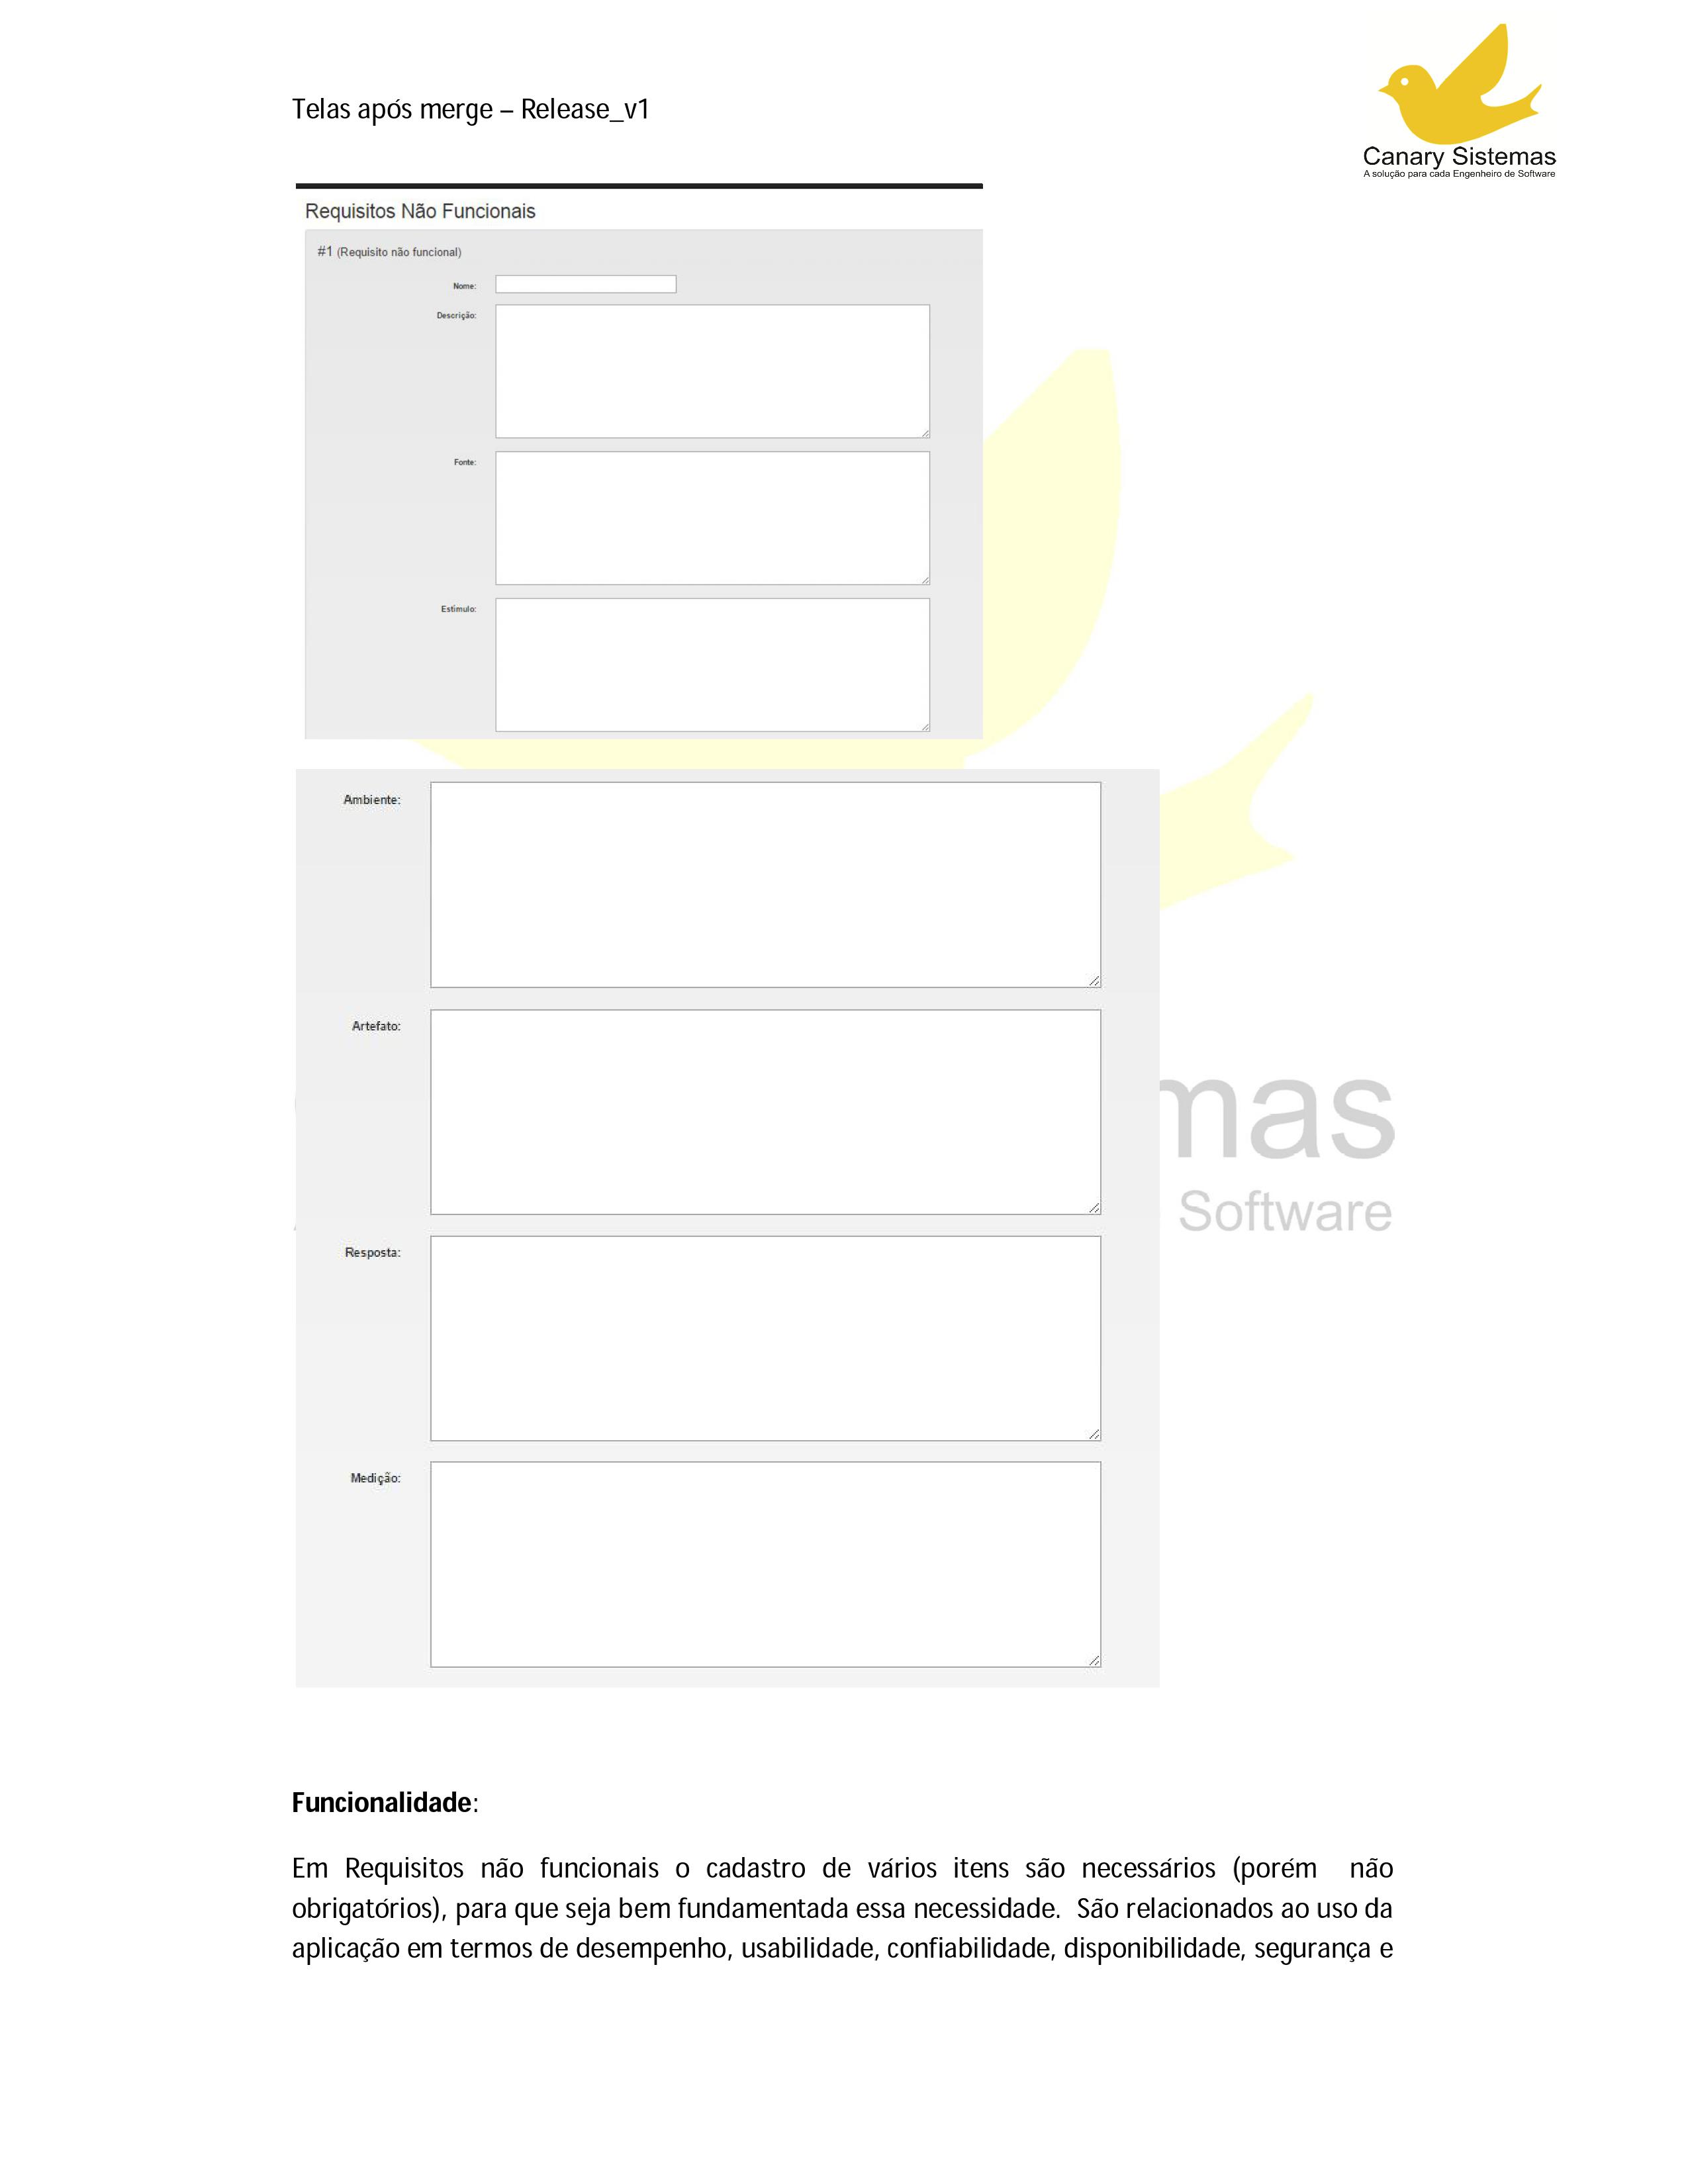 Telas após merge – Release_v1
Canary Sistemas
A solução para cada Engenheiro de Software
Requisitos Não Funcionais
#1 (Requisito não funcional)
Nome:
Descrição:
Fonte:
Estímulo:
Ambiente:
Artefato:
mas
Software
Resposta:
Medição:
Funcionalidade:
Em Requisitos não funcionais o cadastro de vários itens são necessários (porém não
obrigatórios), para que seja bem fundamentada essa necessidade. São relacionados ao uso da
aplicação em termos de desempenho, usabilidade, confiabilidade, disponibilidade, segurança e